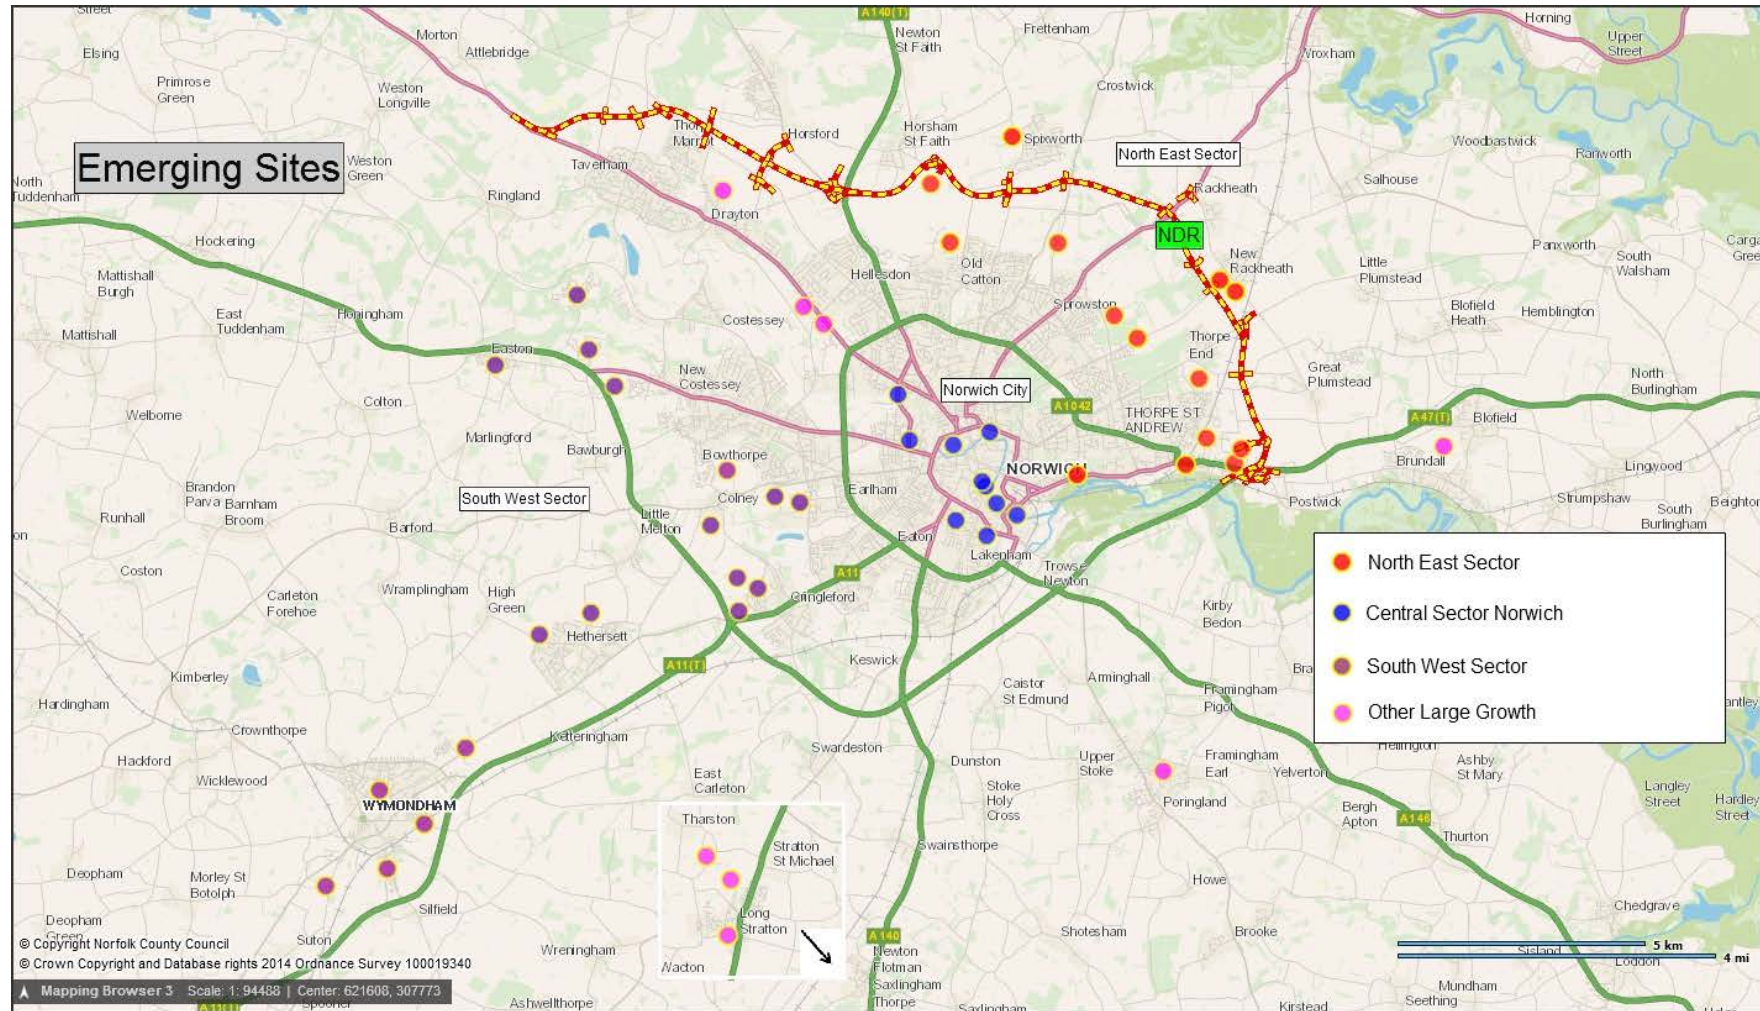 Street
Morton
Elsing
Attlebridge
A140(T)
Newton
St Faith
Frettenham
Horning
Upper
Street
Wroxham
Primrose
Green
Weston
Longville
Crostwick
Horsford
Horsham
St Faith
Spixworth
Woodbastwick
Ranworth
Emerging Sites
Weston
Green
Taverham
North East Sector
Salhouse
Rackheath
North
Tuddenham
Ringland
Drayton
NDR
Hockering
Panxworth
South
Walsham
Mattishall
Burgh
Hellesdon
Old
Catton
New
Rackheath
Little
Plumstead
East
Tuddenham
Honingham
Costessey
Sprowston
Blofield
Heath
Hemblington
Mattishall
Easton
Thorpe
End
New
Costessey
Great
Plumstead
North
Burlingham
Norwich City
Colton
Welborne
A1042
THORPE ST
ANDREW
A47(T)
Blofield
Marlingford
Bawburgh
Bowthorpe
NORWICH
Brundall
Lingwood
Brandon
Parva
Barnham
Broom
South West Sector
Colney
Earlham
Postwick
Strumpshaw
Beighton
Runhall
Barford
Little
Melton
South
Burlingham
Eaton
Lakenham
Coston
A11
Trowse
Newton
North East Sector
Carleton
Forehoe
Wramplingham
High
Green
Cringleford
Kirby
Bedon
Central Sector Norwich
Hethersett
Keswick
A11(T)
South West Sector
Kimberley
Caistor
St Edmund
Arminghall
Framingham
Pigot
Other Large Growth
Hardingham
Crownthorpe
Ketteringham
Hackford
Swardeston
Dunston
Upper
Stoke
Framingham
Earl
Yelverton
Hellington
Ashby
St Mary
Wicklewood
East
Carleton
Stoke
Holy
Cross
Poringland
Langley
Street
Hardley
Street
WYMONDHAM
Tharston
Bergh
Apton
A146
Thurton
Stratton
St Michael
Swainsthorpe
Deopham
Morley St
Botolph
Howe
Silfield
Long
Stratton
Chedgrave
Deopham
Green
Suton
Wreningham
A140
Shotesham
Brooke
Sisland
Loddon
5 km
4 mi
© Copyright Norfolk County Council
© Crown Copyright and Database rights 2014 Ordnance Survey 100019340
Wacton
Newton
Flotman
Saxlingham
Thorpe
Mapping Browser 3 Scale: 1: 94488 | Center: 621608, 307773
A11(T)
Spooner
Ashwellthorpe
Saxlingham
Kirstead
Seething
Mundham